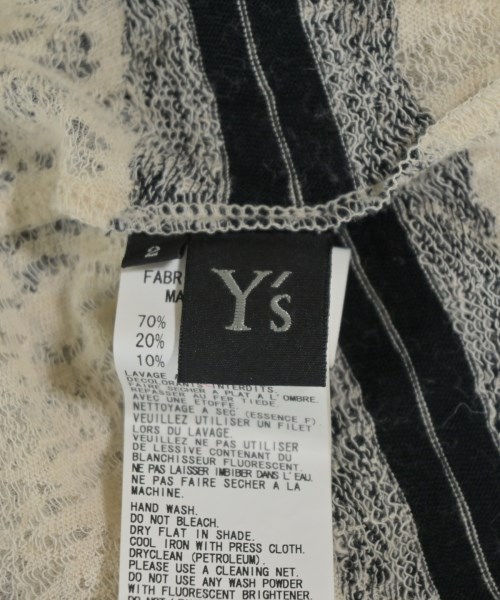 2
Y's
FABR
MA
70%
20%
10%
LAVAGE
DECOLORANTS INTERDITS.
FAIRE SECHER A PLAT A L'OMBRE.
REPASSER AU FER TIEDE
AVEC UNE ETOFFE
NETTOYAGE A SEC (ESSENCE F).
VEUILLEZ UTILISER UN FILET
LORS DU LAVAGE.
VEUILLEZ NE PAS UTILISER
DE LESSIVE CONTENANT DU
BLANCHISSEUR FLUORESCENT.
NE PAS LAISSER IMBIBER DANS L'EAU.
NE PAS FAIRE SECHER A LA
MACHINE.
HAND WASH.
DO NOT BLEACH.
DRY FLAT IN SHADE.
COOL IRON WITH PRESS CLOTH.
DRYCLEAN (PETROLEUM).
PLEASE USE A CLEANING NET.
DO NOT USE ANY WASH POWDER
WITH FLUORESCENT BRIGHTENER.